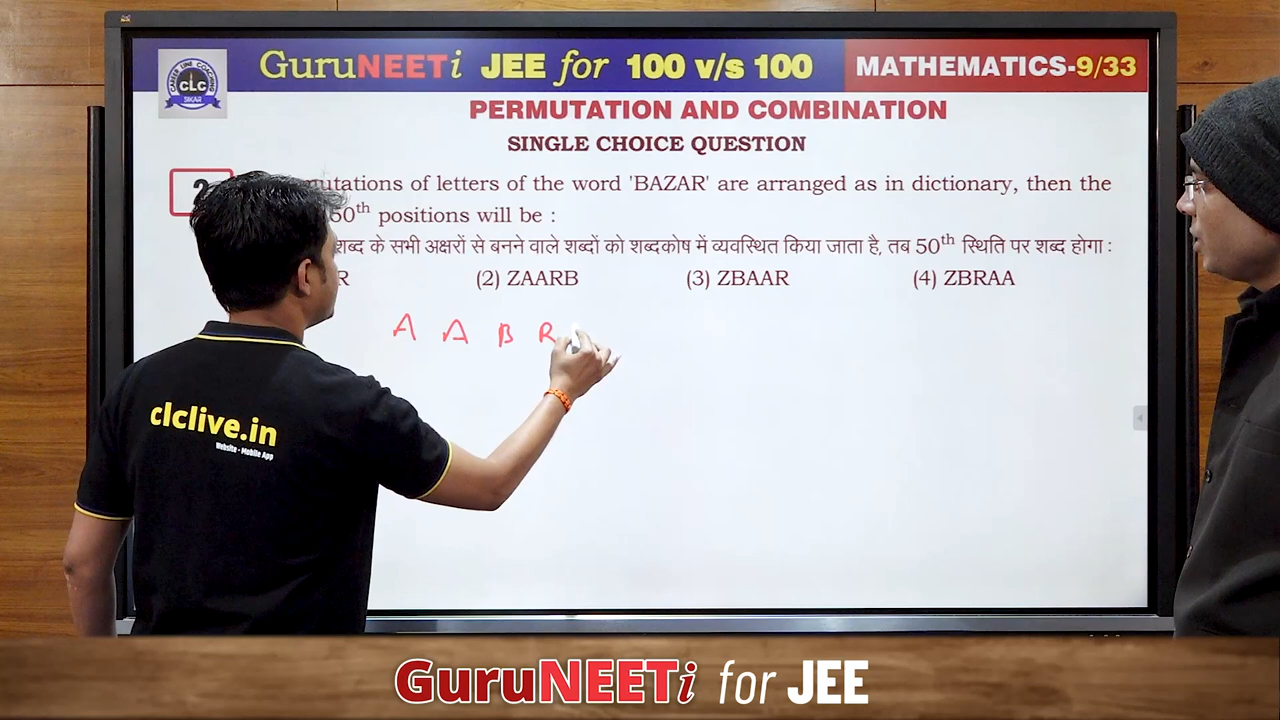 GuruNEETi JEE for 100 v/s 100
MATHEMATICS-9/33
CLC
SIKAR
PERMUTATION AND COMBINATION
SINGLE CHOICE QUESTION
of letters of the word 'BAZAR' are arranged as in dictionary, then the
50th positions will be :
शब्द के सभी अक्षरों से बनने वाले शब्दों को शब्दकोष में व्यवस्थित किया जाता है, तब 50th स्थिति पर शब्द होगा :
R (2) ZAARB (3) ZBAAR (4) ZBRAA
A A B R
clclive.in
Website - Mobile App
GuruNEETi for JEE